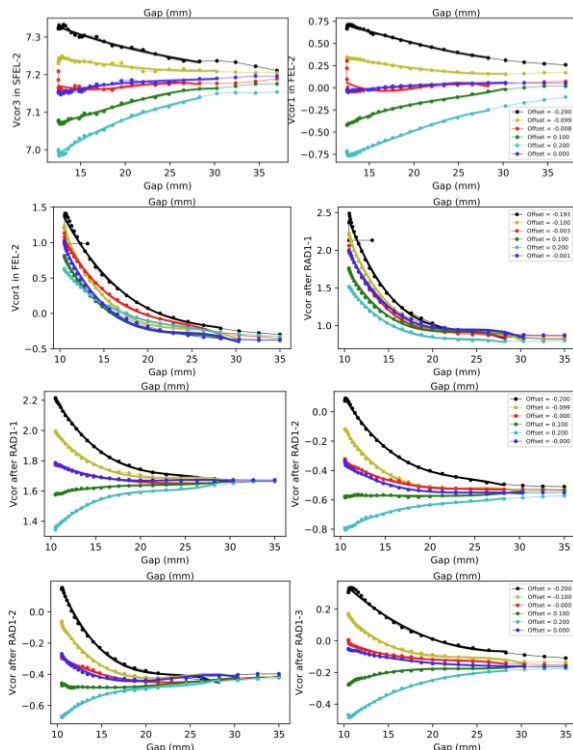 Gap (mm)
Gap (mm)
7.3
7.2
7.1
7.0
Vcor3 in SFEL-2
15
20
25
30
35
Gap (mm)
0.75
0.50
0.25
0.00
−0.25
−0.50
−0.75
Vcor1 in FEL-2
Offset = -0.200
Offset = -0.099
Offset = -0.008
Offset = 0.100
Offset = 0.200
Offset = 0.000
15
20
25
30
35
Gap (mm)
Gap (mm)
Gap (mm)
1.5
1.0
0.5
0.0
−0.5
Vcor1 in FEL-2
10
15
20
25
30
35
Gap (mm)
2.5
2.0
1.5
1.0
Vcor after RAD1-1
Offset = -0.193
Offset = -0.100
Offset = -0.003
Offset = 0.100
Offset = 0.200
Offset = -0.001
10
15
20
25
30
35
Gap (mm)
Gap (mm)
Gap (mm)
2.2
2.0
1.8
1.6
1.4
Vcor after RAD1-1
10
15
20
25
30
35
Gap (mm)
0.0
−0.2
−0.4
−0.6
−0.8
Vcor after RAD1-2
Offset = -0.200
Offset = -0.099
Offset = -0.000
Offset = 0.100
Offset = 0.200
Offset = -0.000
10
15
20
25
30
35
Gap (mm)
Gap (mm)
Gap (mm)
0.0
−0.2
−0.4
−0.6
Vcor after RAD1-2
10
15
20
25
30
35
Gap (mm)
0.2
0.0
−0.2
−0.4
Vcor after RAD1-3
Offset = -0.200
Offset = -0.100
Offset = -0.000
Offset = 0.100
Offset = 0.200
Offset = 0.000
10
15
20
25
30
35
Gap (mm)